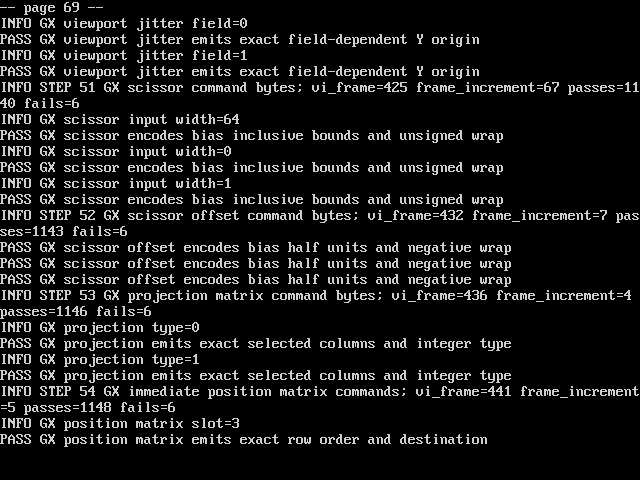 -- page 69 --
INFO GX viewport jitter field=0
PASS GX viewport jitter emits exact field-dependent Y origin
INFO GX viewport jitter field=1
PASS GX viewport jitter emits exact field-dependent Y origin
INFO STEP 51 GX scissor command bytes; vi_frame=425 frame_increment=67 passes=11
40 fails=6
INFO GX scissor input width=64
PASS GX scissor encodes bias inclusive bounds and unsigned wrap
INFO GX scissor input width=0
PASS GX scissor encodes bias inclusive bounds and unsigned wrap
INFO GX scissor input width=1
PASS GX scissor encodes bias inclusive bounds and unsigned wrap
INFO STEP 52 GX scissor offset command bytes; vi_frame=432 frame_increment=7 pas
ses=1143 fails=6
PASS GX scissor offset encodes bias half units and negative wrap
PASS GX scissor offset encodes bias half units and negative wrap
PASS GX scissor offset encodes bias half units and negative wrap
INFO STEP 53 GX projection matrix command bytes; vi_frame=436 frame_increment=4
passes=1146 fails=6
INFO GX projection type=0
PASS GX projection emits exact selected columns and integer type
INFO GX projection type=1
PASS GX projection emits exact selected columns and integer type
INFO STEP 54 GX immediate position matrix commands; vi_frame=441 frame_increment
=5 passes=1148 fails=6
INFO GX position matrix slot=3
PASS GX position matrix emits exact row order and destination